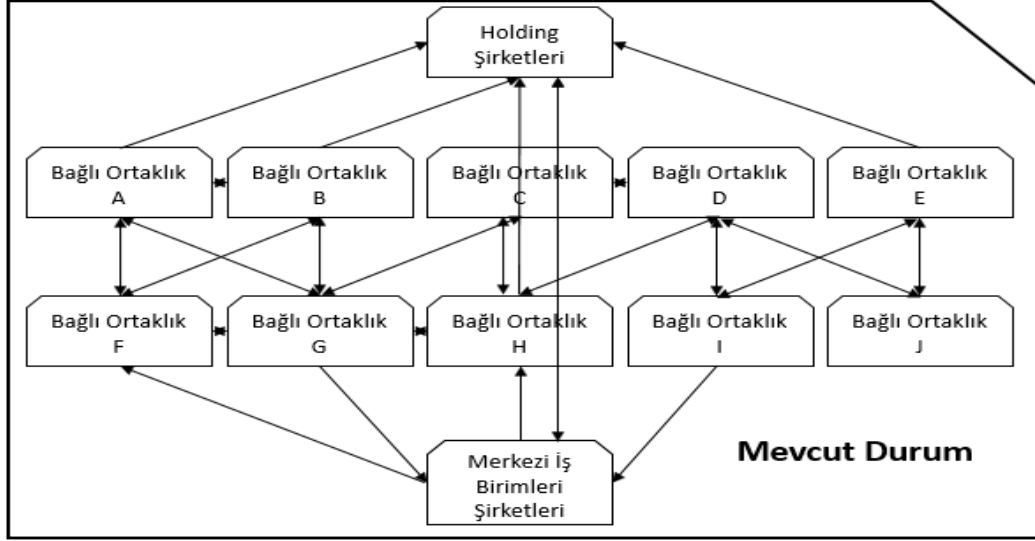 Holding
Şirketleri
Bağlı Ortaklık
A
Bağlı Ortaklık
B
Bağlı Ortaklık
C
Bağlı Ortaklık
D
Bağlı Ortaklık
E
Bağlı Ortaklık
F
Bağlı Ortaklık
G
Bağlı Ortaklık
H
Bağlı Ortaklık
I
Bağlı Ortaklık
J
Merkezi İş
Birimleri
Şirketleri
Mevcut Durum